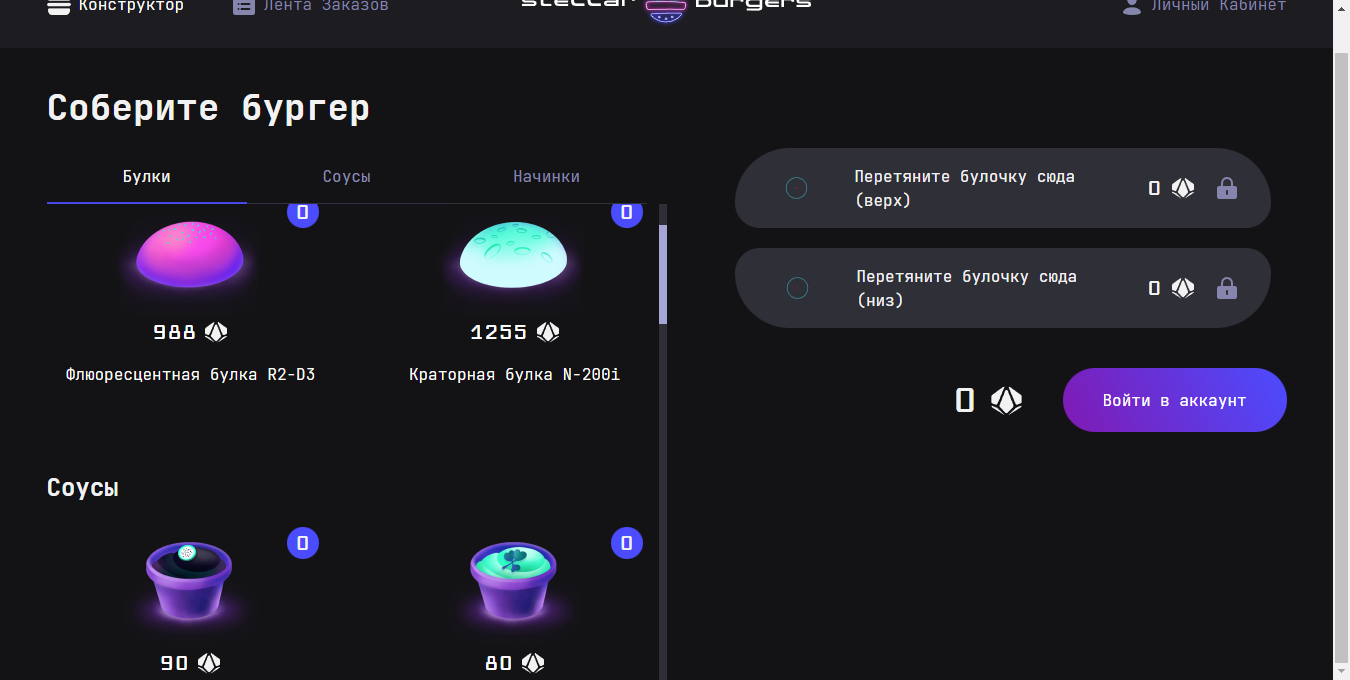 Конструктор
Лента Заказов
stellar burgers
Личный Кабинет
Соберите бургер
Булки
Соусы
Начинки
0
0
988
1255
Флюоресцентная булка R2-D3
Краторная булка N-200i
Соусы
0
0
90
80
Перетяните булочку сюда
(верх)
0
Перетяните булочку сюда
(низ)
0
0
Войти в аккаунт